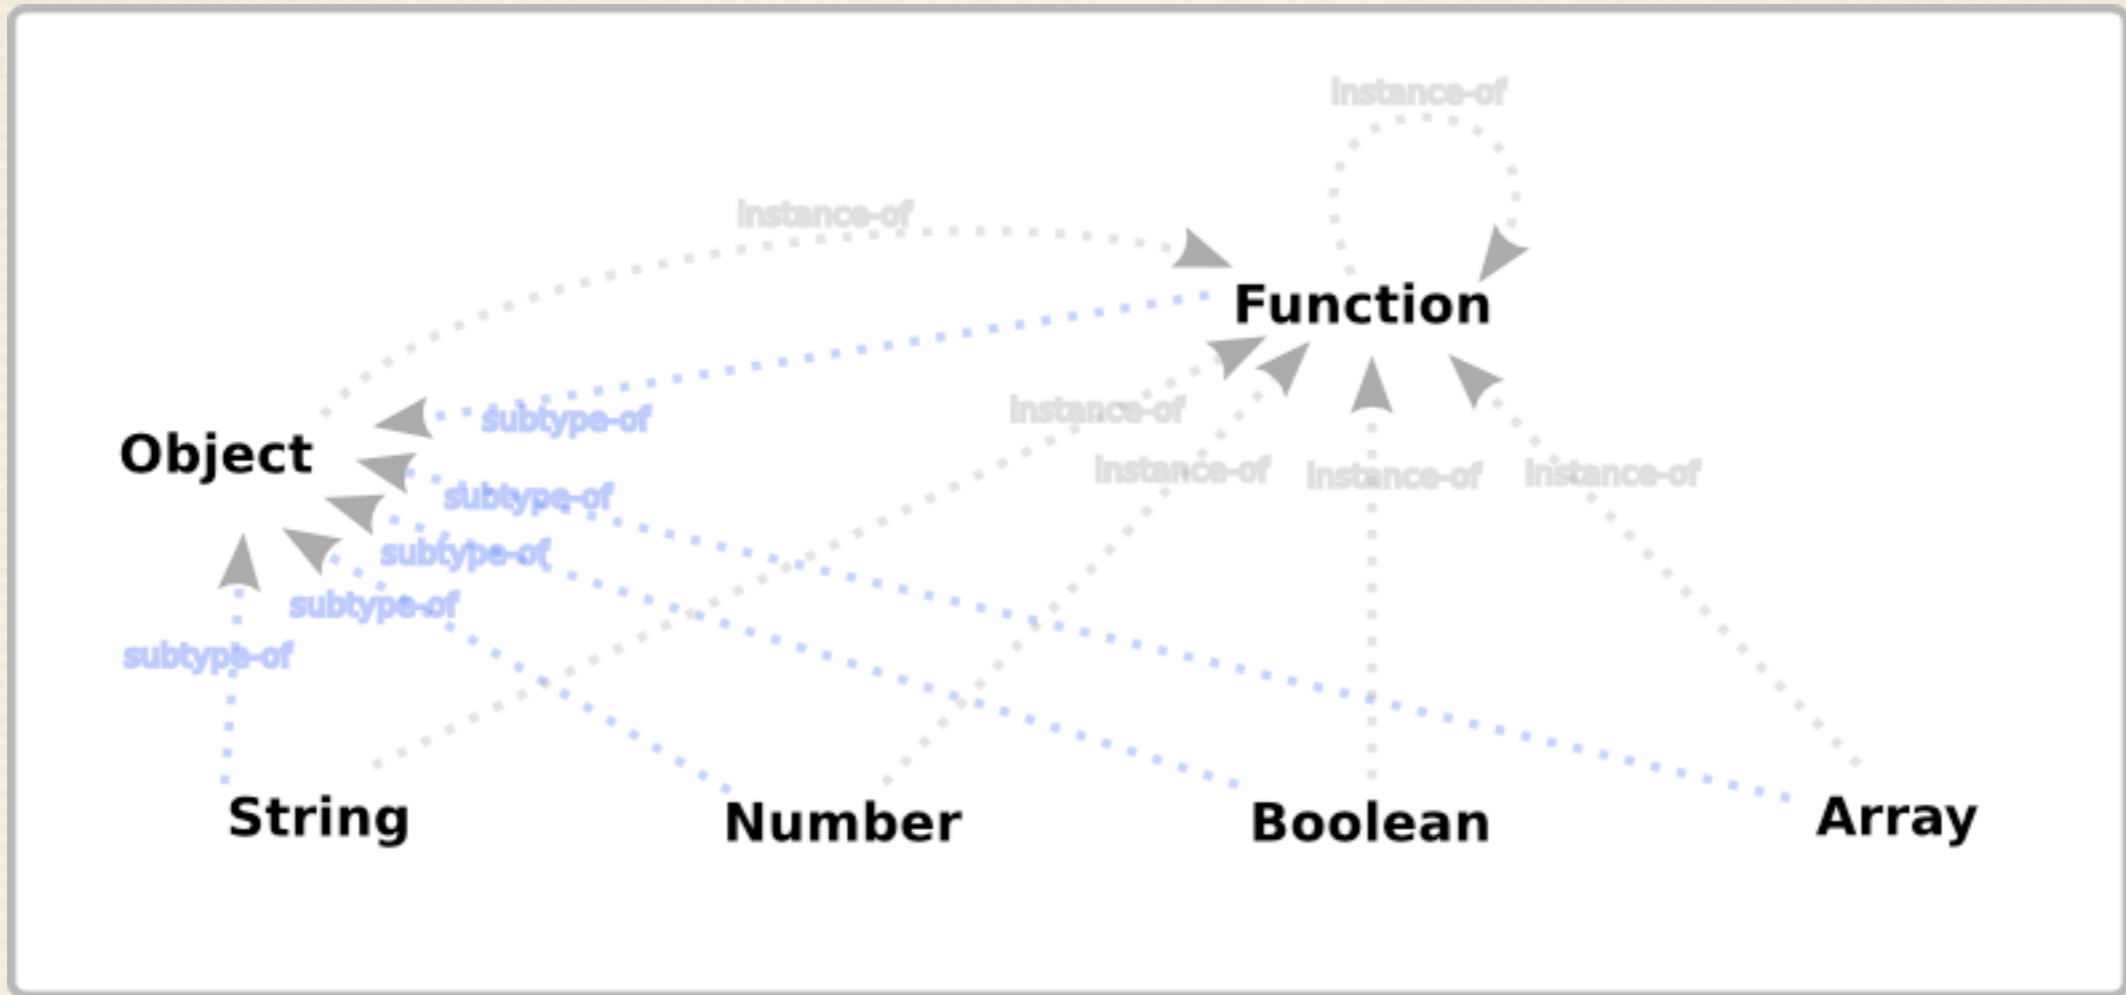 instance-of
instance-of
Function
subtype-of
instance-of
Object
instance-of
instance-of
instance-of
subtype-of
subtype-of
subtype-of
subtype-of
String
Number
Boolean
Array